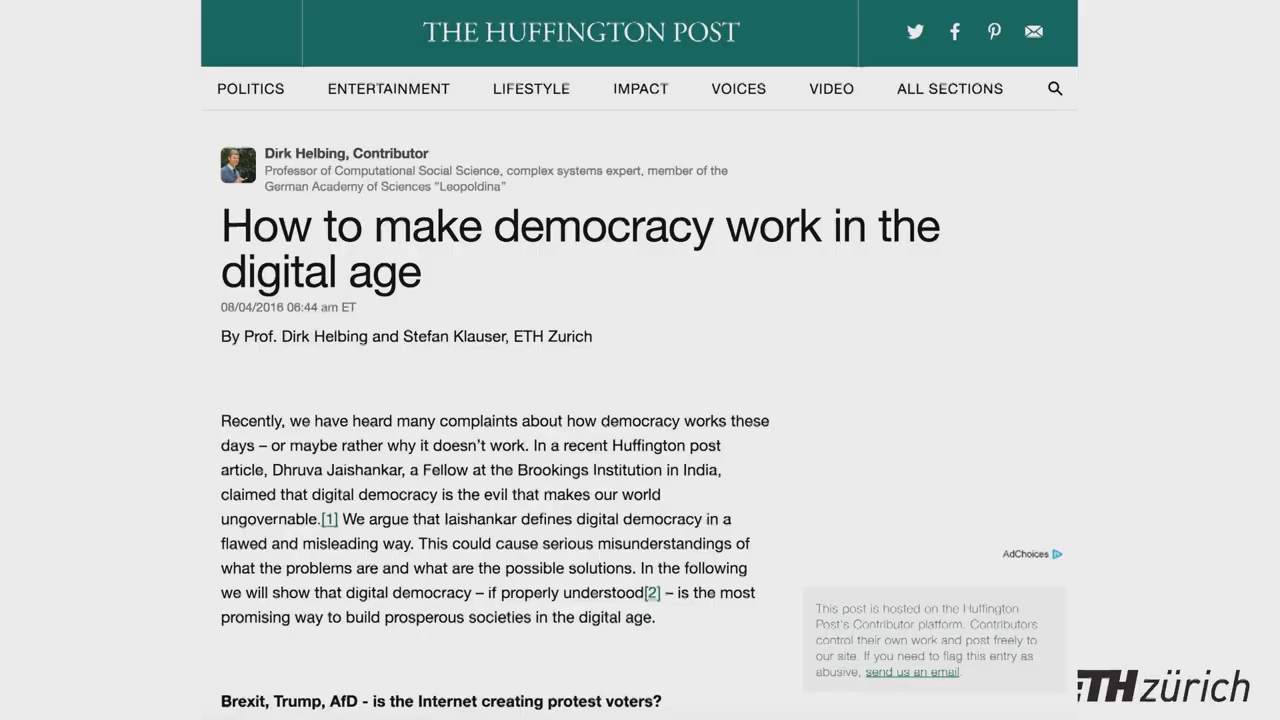 THE HUFFINGTON POST
POLITICS ENTERTAINMENT LIFESTYLE IMPACT VOICES VIDEO ALL SECTIONS
Dirk Helbing, Contributor
Professor of Computational Social Science, complex systems expert, member of the
German Academy of Sciences "Leopoldina"
How to make democracy work in the
digital age
08/04/2016 06:44 am ET
By Prof. Dirk Helbing and Stefan Klauser, ETH Zurich
Recently, we have heard many complaints about how democracy works these
days – or maybe rather why it doesn't work. In a recent Huffington post
article, Dhruva Jaishankar, a Fellow at the Brookings Institution in India,
claimed that digital democracy is the evil that makes our world
ungovernable.[1] We argue that Iaishankar defines digital democracy in a
flawed and misleading way. This could cause serious misunderstandings of
what the problems are and what are the possible solutions. In the following
we will show that digital democracy – if properly understood[2] – is the most
promising way to build prosperous societies in the digital age.
AdChoices
This post is hosted on the Huffington
Post's Contributor platform. Contributors
control their own work and post freely to
our site. If you need to flag this entry as
abusive, send us an email.
Brexit, Trump, AfD - is the Internet creating protest voters?
ETH zürich